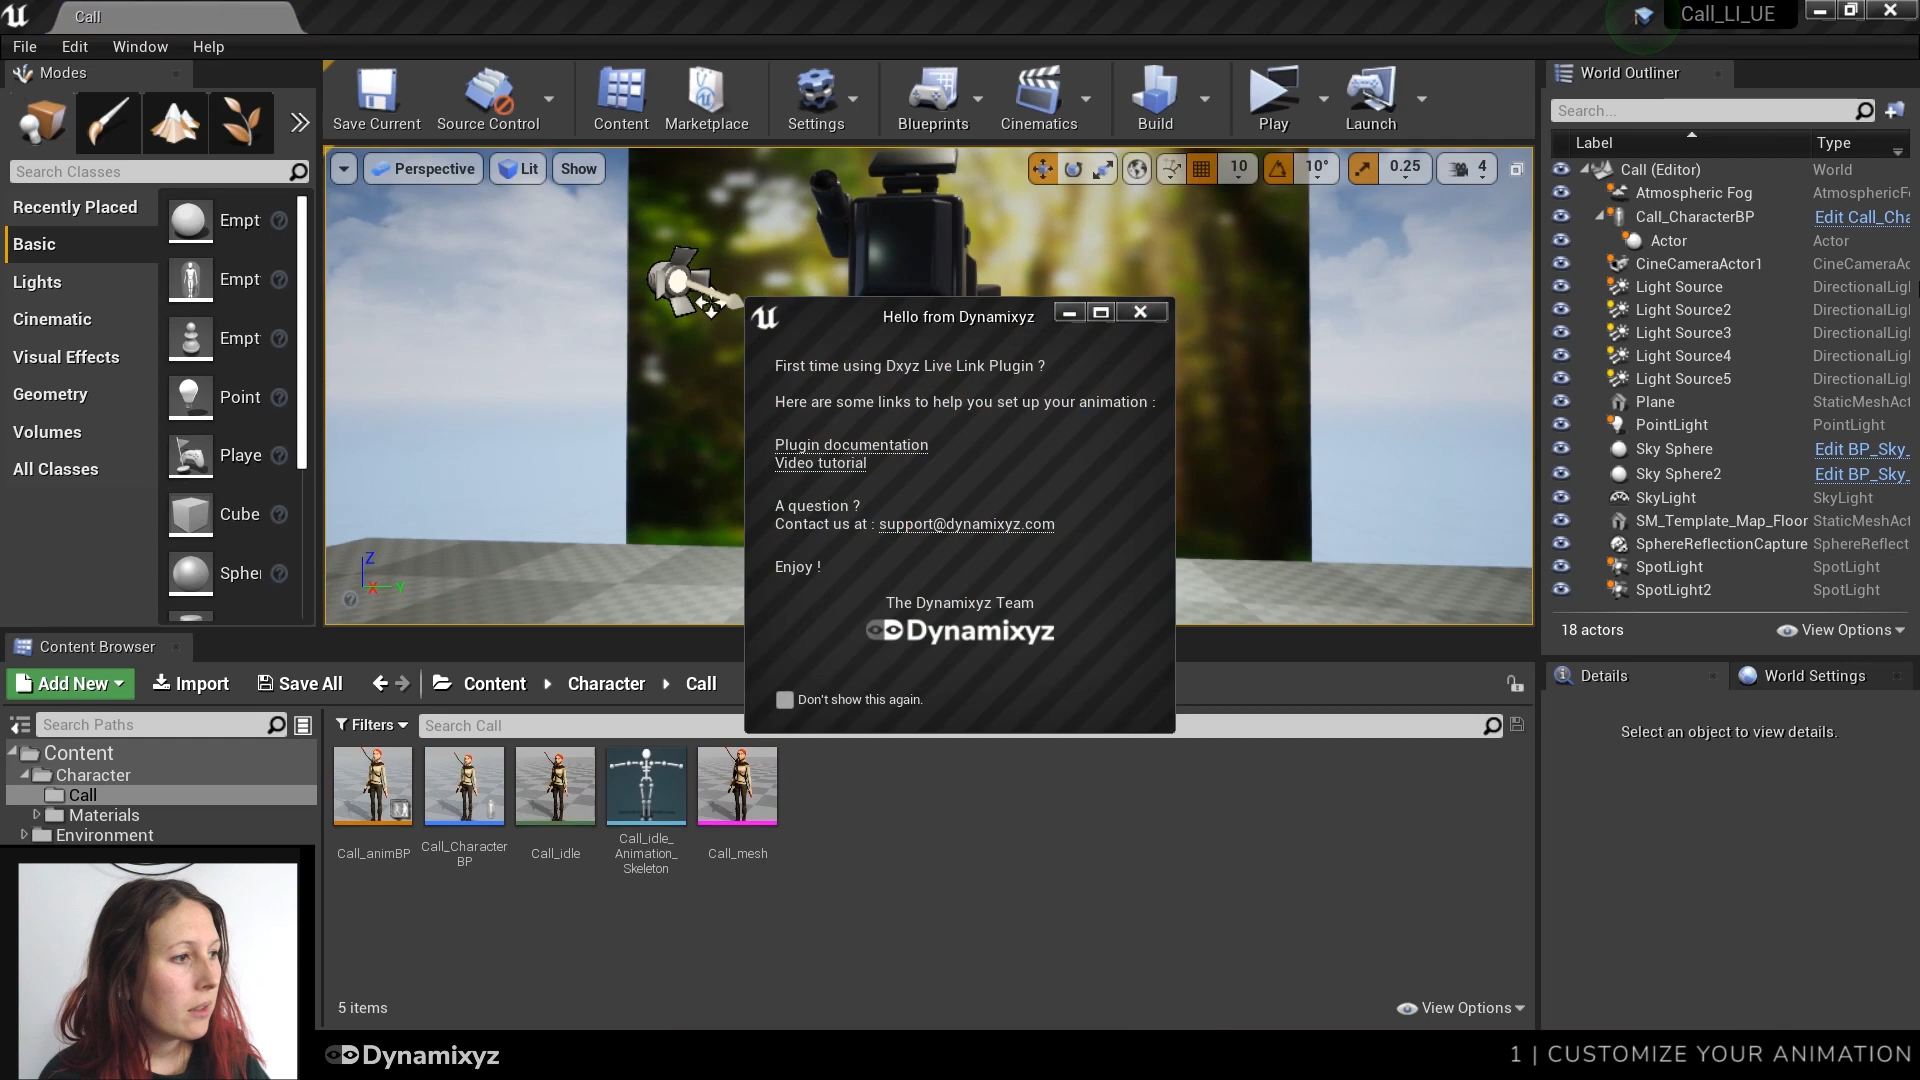 Call
Call_LI_UE
File Edit Window Help
Modes
Save Current
Source Control
Content
Marketplace
Settings
Blueprints
Cinematics
Build
Play
Launch
World Outliner
Search...
Label Type
Search Classes
Recently Placed
Basic
Lights
Cinematic
Visual Effects
Geometry
Volumes
All Classes
Empt
Empt
Empt
Point
Playe
Cube
Spher
Perspective
Lit
Show
10
10°
0.25
4
Z
X
Y
Call (Editor) World
Atmospheric Fog AtmosphericF
Call_CharacterBP Edit Call_Cha
Actor Actor
CineCameraActor1 CineCameraAc
Light Source DirectionalLigh
Light Source2 DirectionalLigh
Light Source3 DirectionalLigh
Light Source4 DirectionalLigh
Light Source5 DirectionalLigh
Plane StaticMeshAct
PointLight PointLight
Sky Sphere Edit BP_Sky_
Sky Sphere2 Edit BP_Sky_
SkyLight SkyLight
SM_Template_Map_Floor StaticMeshAct
SphereReflectionCapture SphereReflect
SpotLight SpotLight
SpotLight2 SpotLight
18 actors
View Options
Details
World Settings
Select an object to view details.
Hello from Dynamixyz
First time using Dxyz Live Link Plugin ?
Here are some links to help you set up your animation :
Plugin documentation
Video tutorial
A question ?
Contact us at : support@dynamixyz.com
Enjoy !
The Dynamixyz Team
Dynamixyz
Don't show this again.
Content Browser
Add New
Import
Save All
Content
Character
Call
Search Paths
Filters
Search Call
Content
Character
Call
Materials
Environment
Call_animBP
Call_Character
BP
Call_idle
Call_idle_
Animation_
Skeleton
Call_mesh
5 items
View Options
Dynamixyz
1 | CUSTOMIZE YOUR ANIMATION